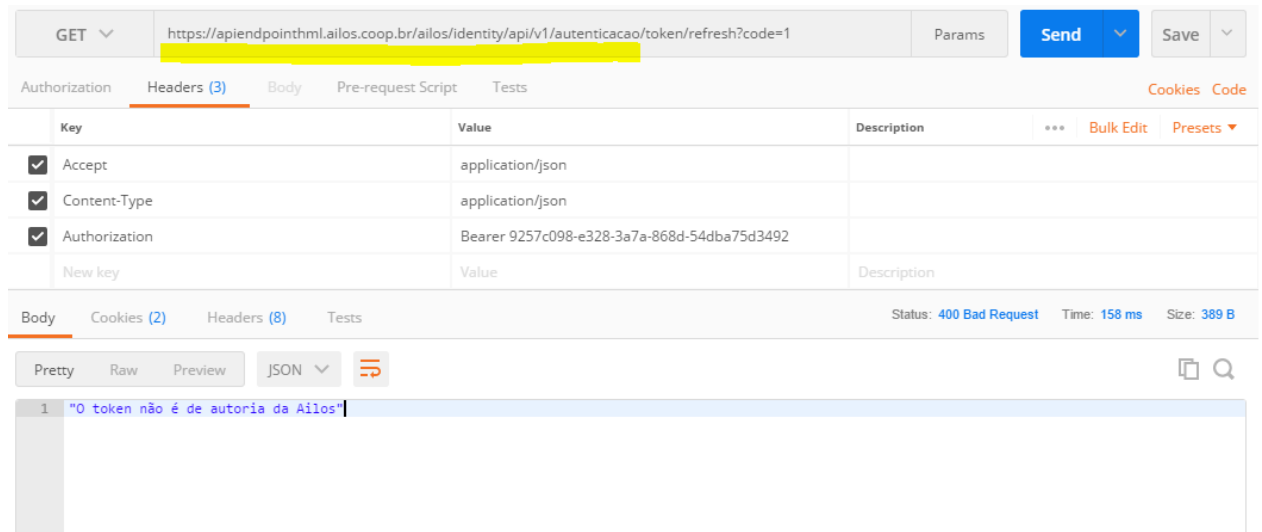 GET https://apiendpointhml.ailos.coop.br/ailos/identity/api/v1/autenticacao/token/refresh?code=1 Params Send Save
Authorization Headers (3) Body Pre-request Script Tests Cookies Code
Key Value Description ••• Bulk Edit Presets
Accept application/json
Content-Type application/json
Authorization Bearer 9257c098-e328-3a7a-868d-54dba75d3492
New key Value Description
Body Cookies (2) Headers (8) Tests Status: 400 Bad Request Time: 158 ms Size: 389 B
Pretty Raw Preview JSON
1 "O token não é de autoria da Ailos"